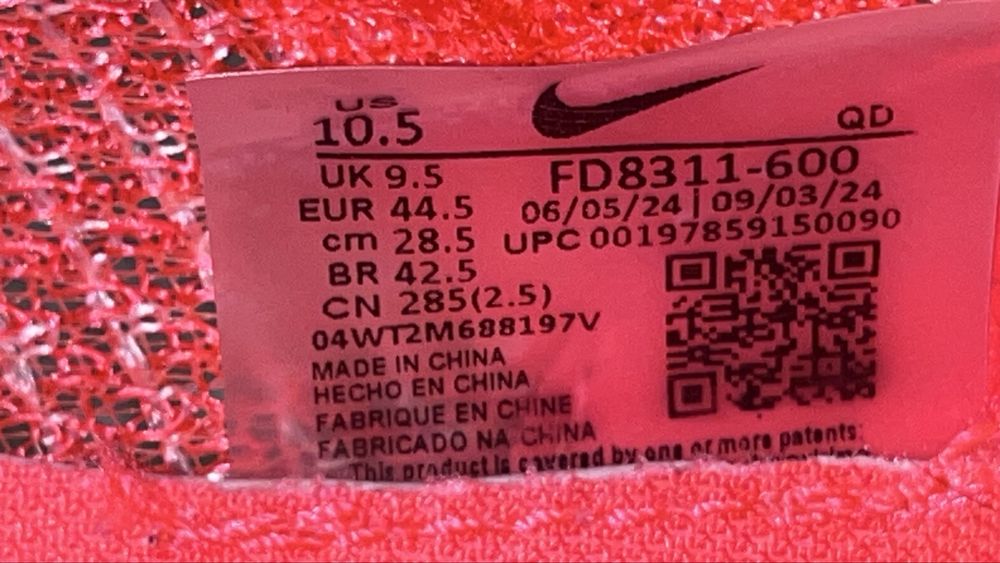 US
10.5
QD
UK 9.5
FD8311-600
EUR 44.5
06/05/24 | 09/03/24
cm 28.5
UPC 00197859150090
BR 42.5
CN 285(2.5)
04WT2M688197V
MADE IN CHINA
HECHO EN CHINA
FABRIQUE EN CHINE
FABRICADO NA CHINA
This product is covered by one or more patents: